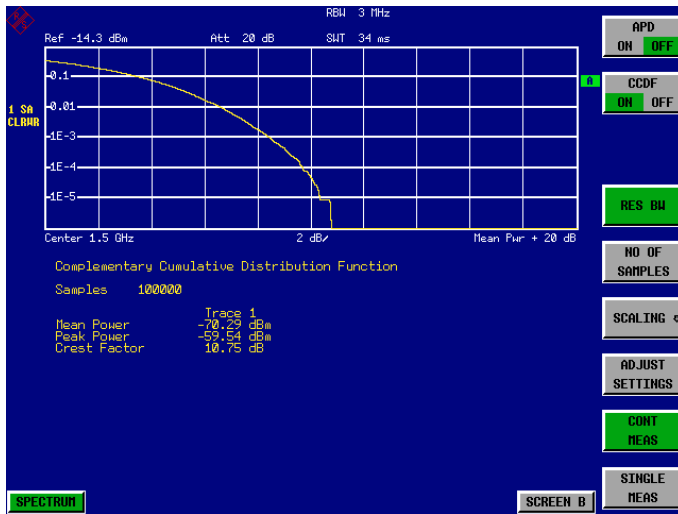 RBW 3 MHz
Ref -14.3 dBm Att 20 dB SWT 34 ms
0.1
A
1 SA
CLRWR
0.01
1E-3
1E-4
1E-5
Center 1.5 GHz 2 dB/ Mean Pwr + 20 dB
Complementary Cumulative Distribution Function
Samples 100000
Trace 1
Mean Power -70.29 dBm
Peak Power -59.54 dBm
Crest Factor 10.75 dB
SPECTRUM
SCREEN B
APD
ON OFF
CCDF
ON OFF
RES BW
NO OF
SAMPLES
SCALING
ADJUST
SETTINGS
CONT
MEAS
SINGLE
MEAS